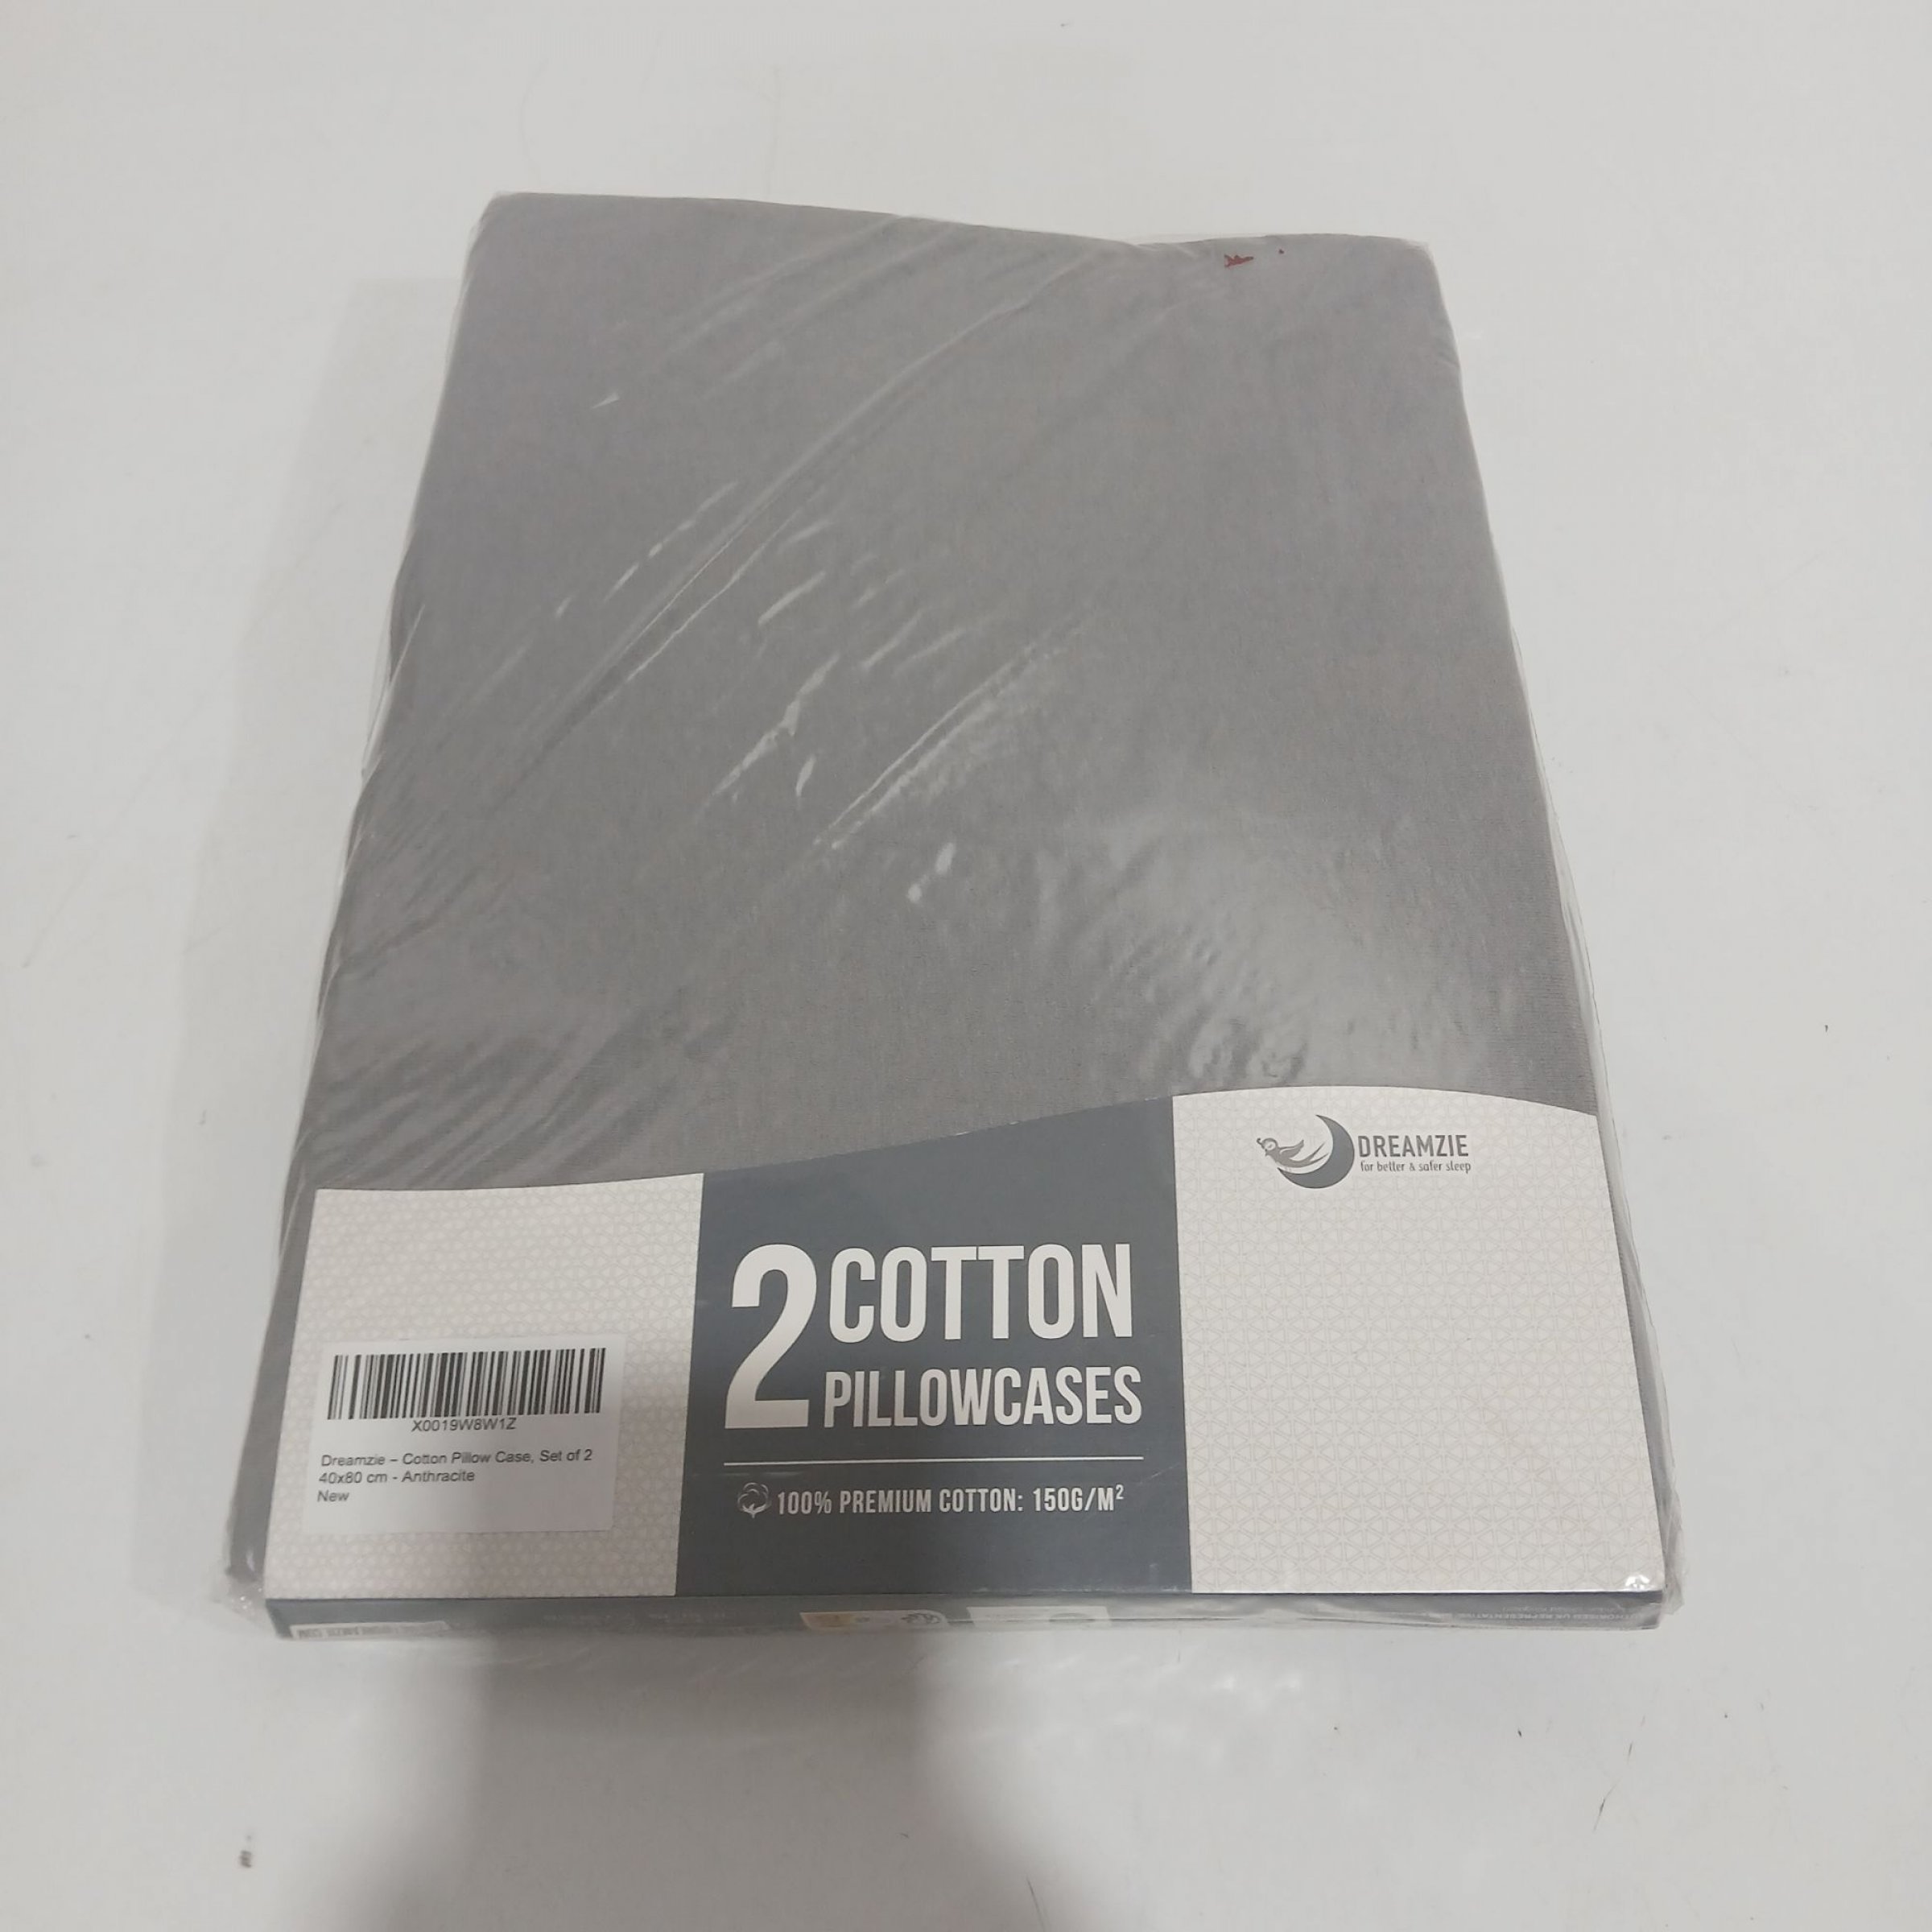 DREAMZIE
for better & safer sleep
2 COTTON
PILLOWCASES
100% PREMIUM COTTON: 150G/M²
X0019W8W1Z
Dreamzie – Cotton Pillow Case, Set of 2
40x80 cm - Anthracite
New